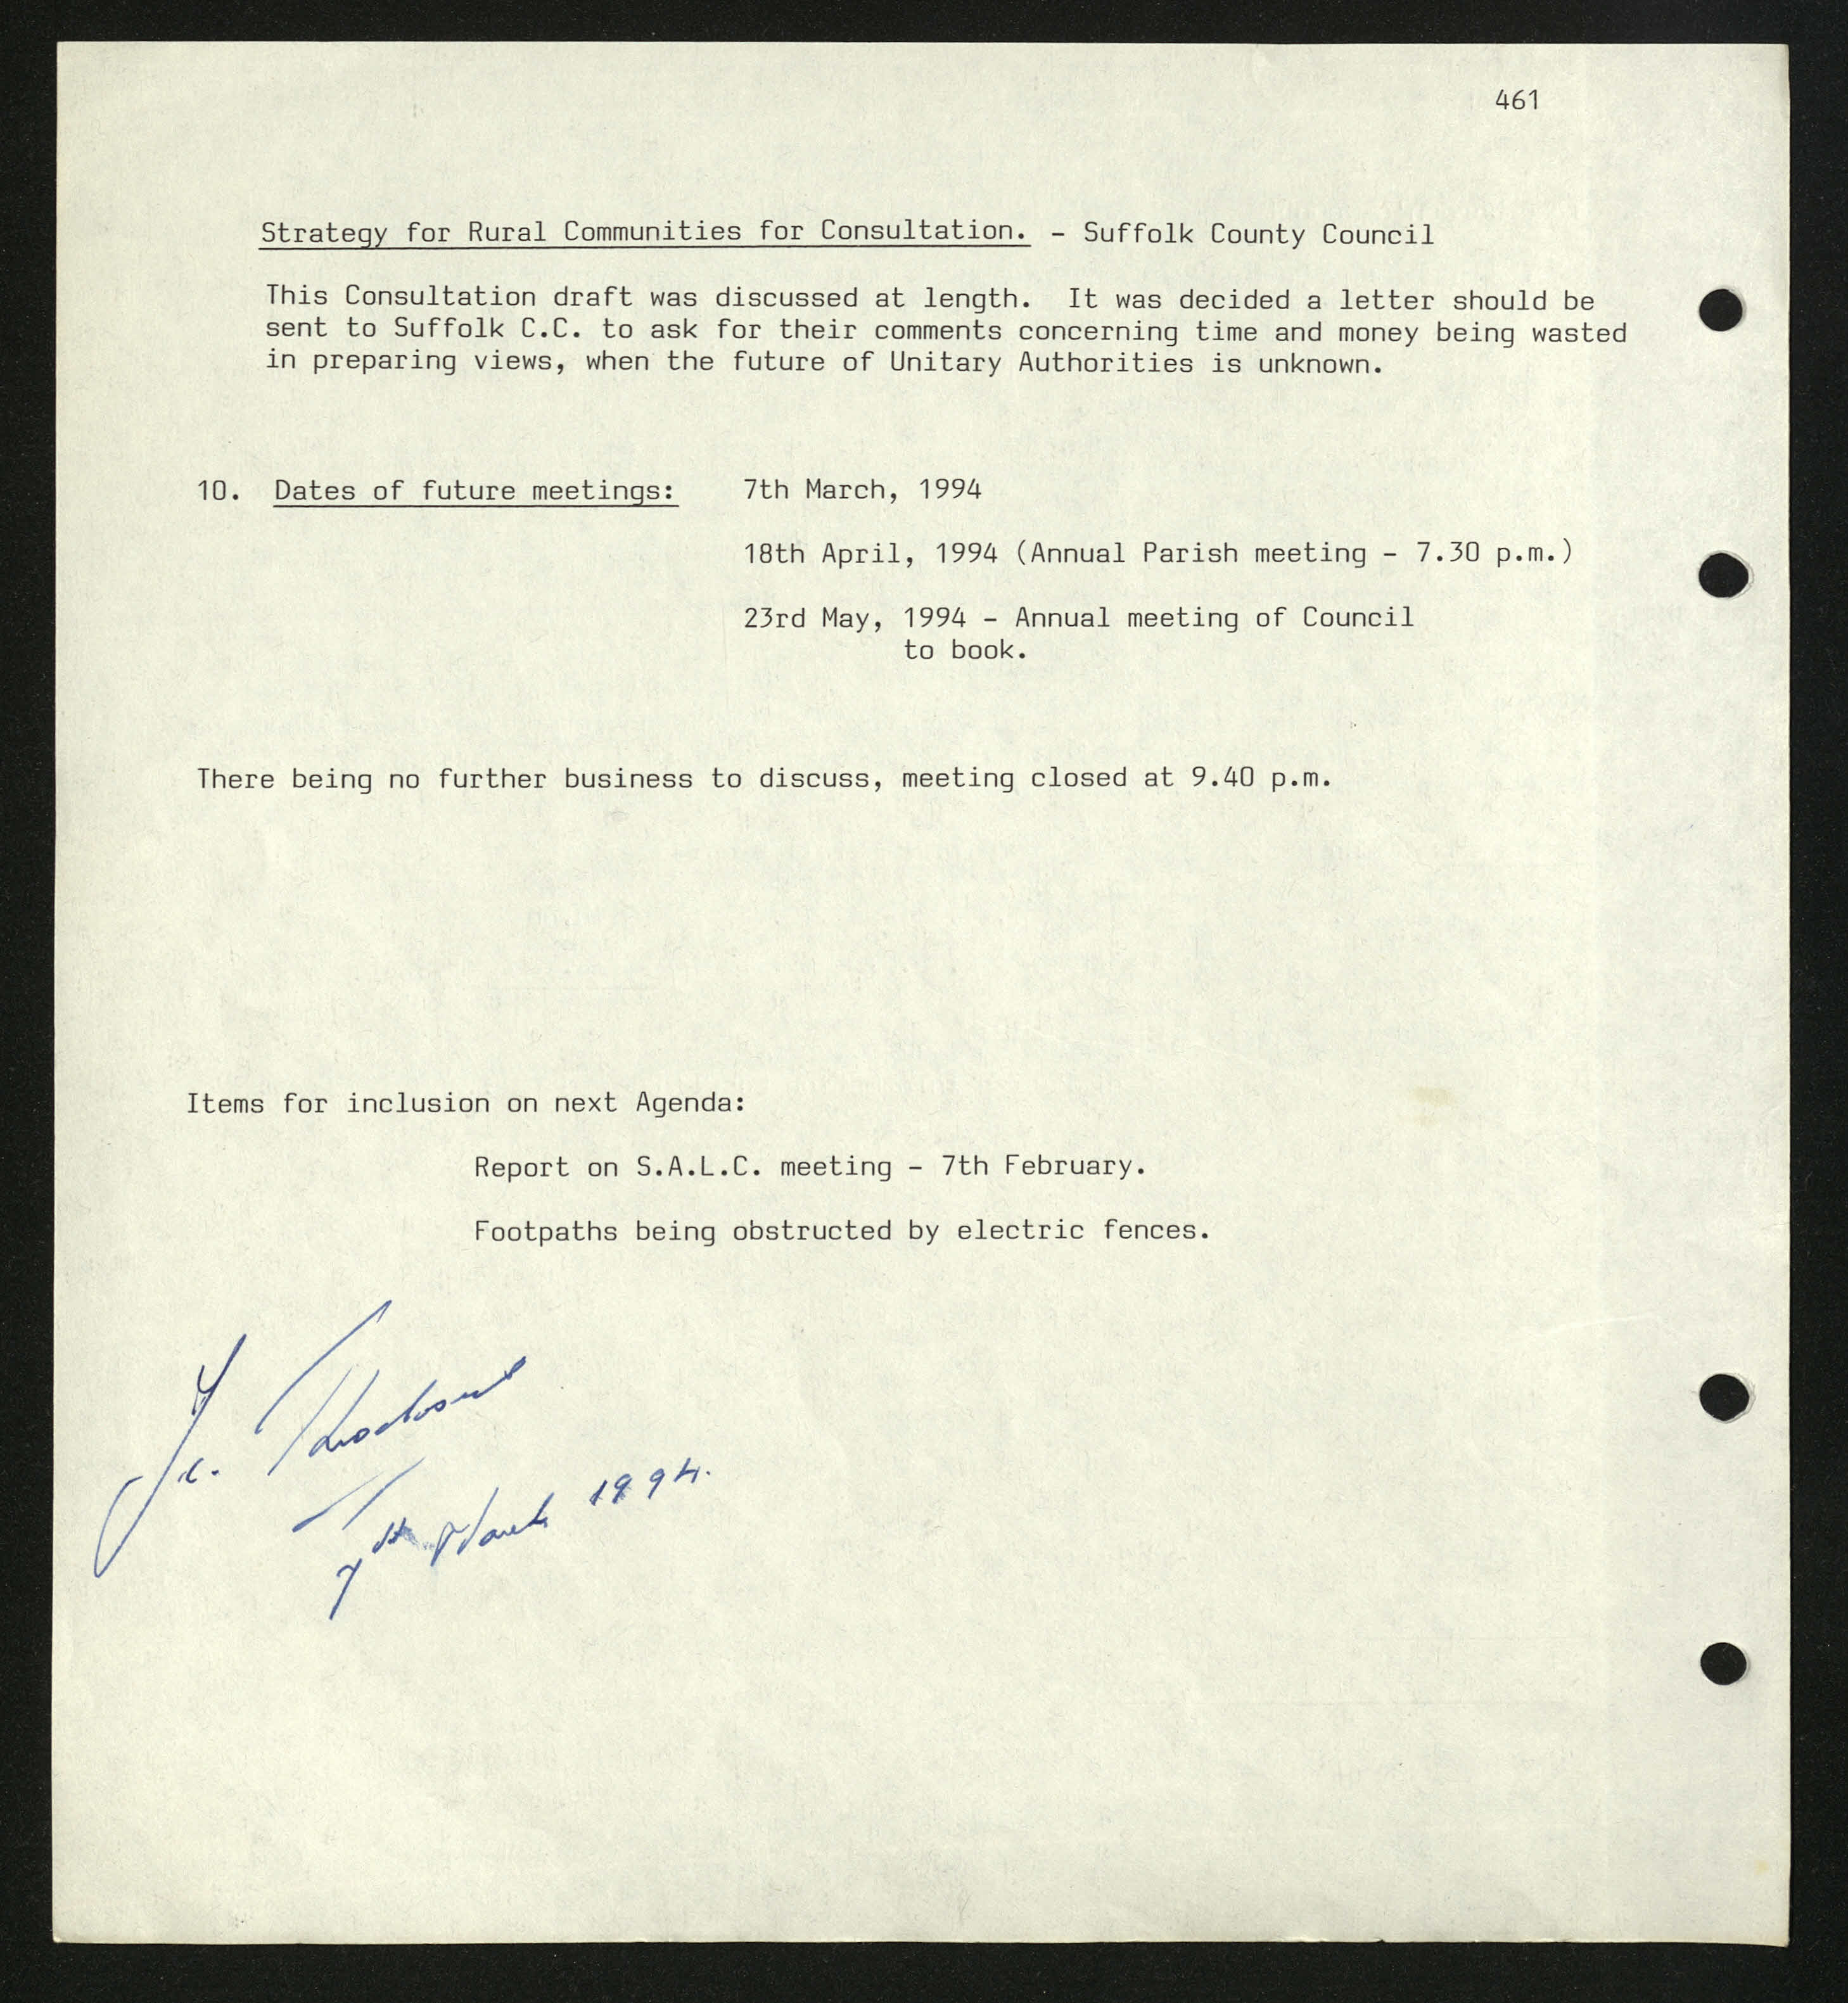 461
Strategy for Rural Communities for Consultation. - Suffolk County Council
This Consultation draft was discussed at length. It was decided a letter should be
sent to Suffolk C.C. to ask for their comments concerning time and money being wasted
in preparing views, when the future of Unitary Authorities is unknown.
10. Dates of future meetings: 7th March, 1994
18th April, 1994 (Annual Parish meeting - 7.30 p.m.)
23rd May, 1994 - Annual meeting of Council
to book.
There being no further business to discuss, meeting closed at 9.40 p.m.
Items for inclusion on next Agenda:
Report on S.A.L.C. meeting - 7th February.
Footpaths being obstructed by electric fences.
7th March 1994.